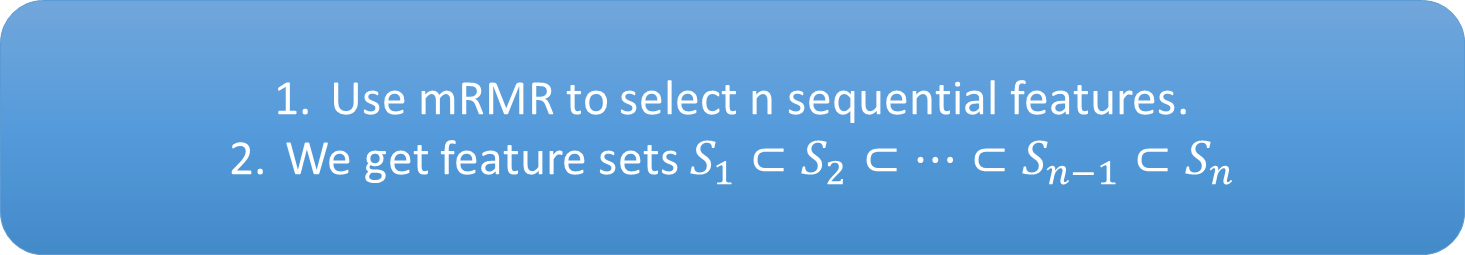 1. Use mRMR to select n sequential features.
2. We get feature sets S₁ ⊂ S₂ ⊂ ⋯ ⊂ Sₙ₋₁ ⊂ Sₙ